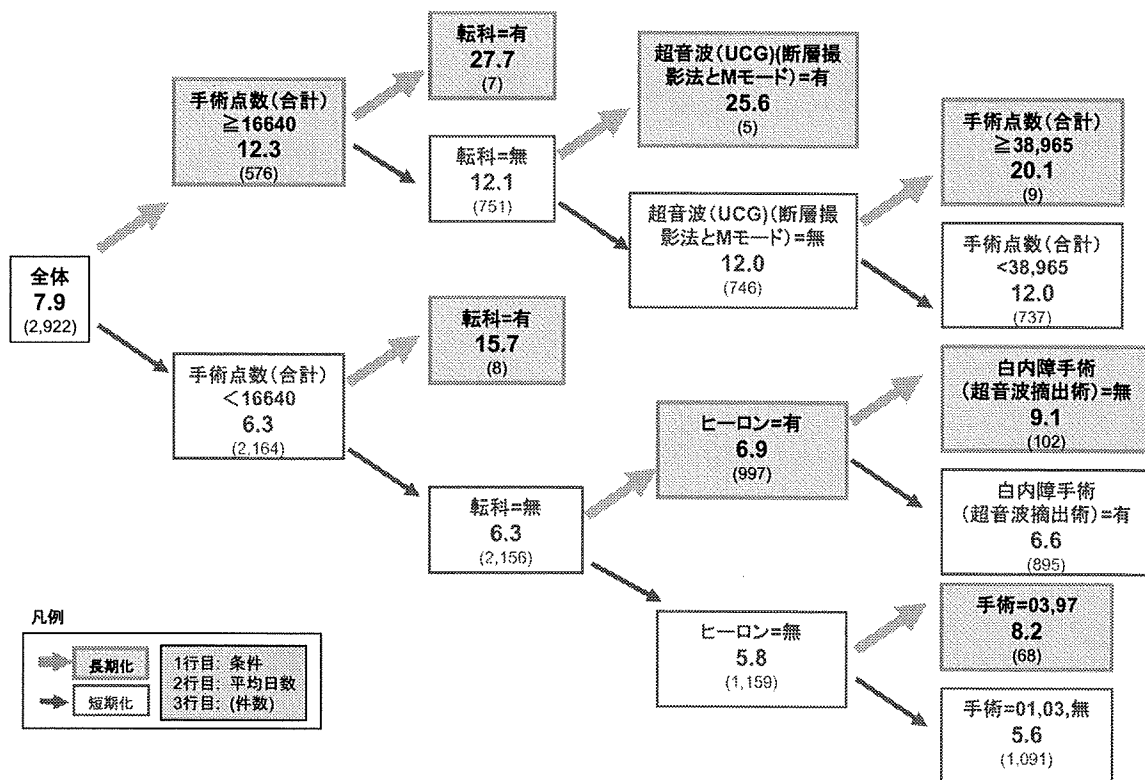 全体
7.9
(2,922)
手術点数(合計)
≧16640
12.3
(576)
手術点数(合計)
<16640
6.3
(2,164)
転科=有
27.7
(7)
転科=無
12.1
(751)
転科=有
15.7
(8)
転科=無
6.3
(2,156)
超音波(UCG)(断層撮
影法とMモード)=有
25.6
(5)
超音波(UCG)(断層撮
影法とMモード)=無
12.0
(746)
ヒーロン=有
6.9
(997)
ヒーロン=無
5.8
(1,159)
手術点数(合計)
≧38,965
20.1
(9)
手術点数(合計)
<38,965
12.0
(737)
白内障手術
(超音波摘出術)=無
9.1
(102)
白内障手術
(超音波摘出術)=有
6.6
(895)
手術=03,97
8.2
(68)
手術=01,03,無
5.6
(1,091)
凡例
長期化
短期化
1行目: 条件
2行目: 平均日数
3行目: (件数)